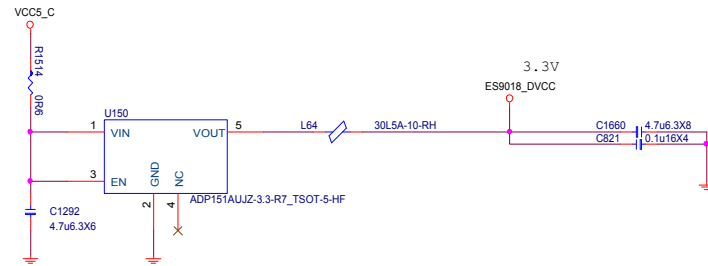 VCC5_C
R1514
0R6
3.3V
ES9018_DVCC
U150
1
VIN
VOUT
5
L64
30L5A-10-RH
C1660
4.7u6.3X8
C821
0.1u16X4
3
EN
GND
NC
2
4
ADP151AUJZ-3.3-R7_TSOT-5-HF
C1292
4.7u6.3X6